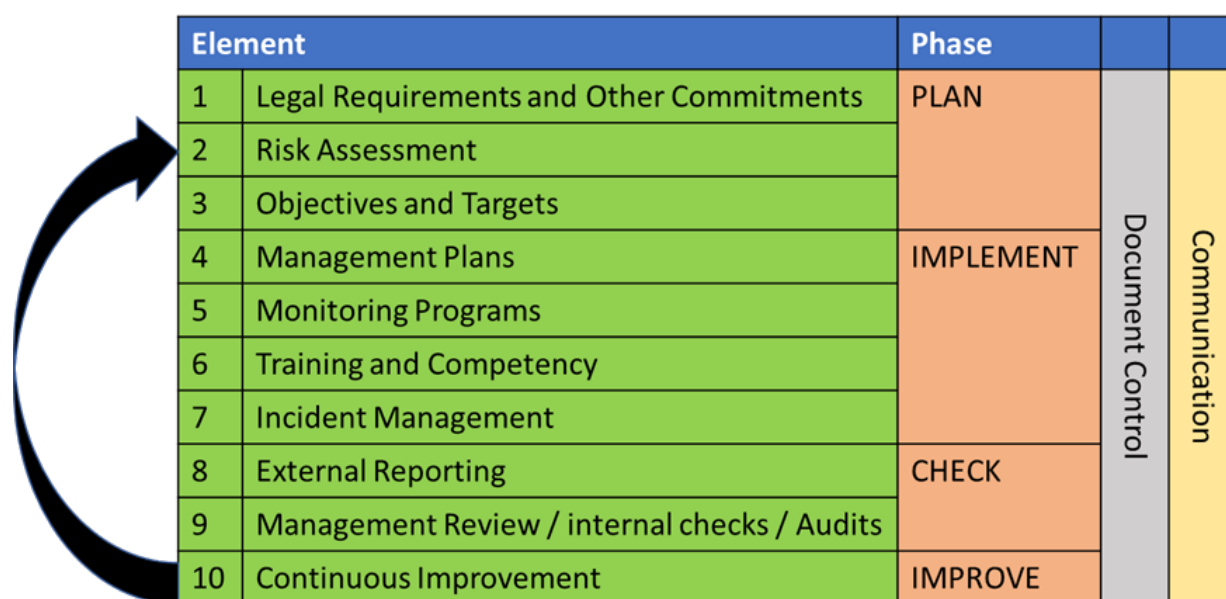 Element Phase
1 Legal Requirements and Other Commitments PLAN
2 Risk Assessment
3 Objectives and Targets
4 Management Plans IMPLEMENT
5 Monitoring Programs
6 Training and Competency
7 Incident Management
8 External Reporting CHECK
9 Management Review / internal checks / Audits
10 Continuous Improvement IMPROVE
Document Control
Communication